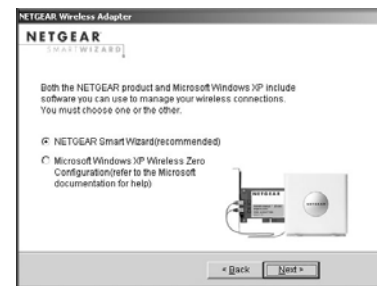 NETGEAR Wireless Adapter
NETGEAR
SMARTWIZARD
Both the NETGEAR product and Microsoft Windows XP include
software you can use to manage your wireless connections.
You must choose one or the other.
NETGEAR Smart Wizard(recommended)
Microsoft Windows XP Wireless Zero
Configuration(refer to the Microsoft
documentation for help)
NETGEAR
NETGEAR
< Back
Next >